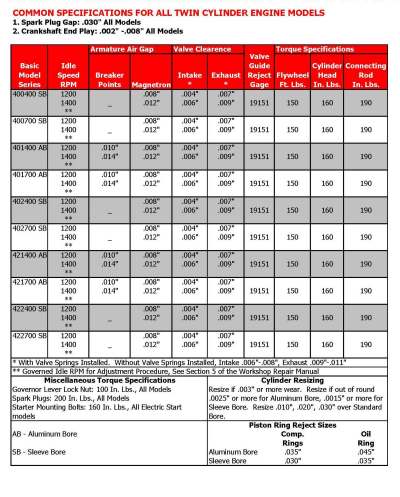 COMMON SPECIFICATIONS FOR ALL TWIN CYLINDER ENGINE MODELS
1. Spark Plug Gap: .030" All Models
2. Crankshaft End Play: .002" -.008" All Models
Armature Air Gap Valve Clearance Torque Specifications
Basic Model Series Idle Speed RPM Breaker Points Magnetron Intake * Exhaust * Valve Guide Reject Gage Flywheel Ft. Lbs. Cylinder Head In. Lbs. Connecting Rod In. Lbs.
400400 SB 1200 .008" .004" .007"
1400 _ .012" .006" .009" 19151 150 160 190
**
400700 SB 1200 .008" .004" .007"
1400 _ .012" .006" .009" 19151 150 160 190
**
401400 AB 1200 .010" .008" .004" .007"
1400 .014" .012" .006" .009" 19151 150 160 190
**
401700 AB 1200 .010" .008" .004" .007"
1400 .014" .012" .006" .009" 19151 150 160 190
**
402400 SB 1200 .008" .004" .007"
1400 _ .012" .006" .009" 19151 150 160 190
**
402700 SB 1200 .008" .004" .007"
1400 _ .012" .006" .009" 19151 150 160 190
**
421400 AB 1200 .010" .008" .004" .007"
1400 .014" .012" .006" .009" 19151 150 160 190
**
421700 AB 1200 .010" .008" .004" .007"
1400 .014" .012" .006" .009" 19151 150 160 190
**
422400 SB 1200 .008" .004" .007"
1400 _ .012" .006" .009" 19151 150 160 190
**
422700 SB 1200 .008" .004" .007"
1400 _ .012" .006" .009" 19151 150 160 190
**
* With Valve Springs Installed. Without Valve Springs Installed, Intake .006"-.008", Exhaust .009"-.011"
** Governed Idle RPM for Adjustment Procedure, See Section 5 of the Workshop Repair Manual
Miscellaneous Torque Specifications
Governor Lever Lock Nut: 100 In. Lbs., All Models
Spark Plugs: 200 In. Lbs., All Models
Starter Mounting Bolts: 160 In. Lbs., All Electric Start
models
Cylinder Resizing
Resize if .003" or more wear. Resize if out of round
.0025" or more for Aluminum Bore, .0015" or more for
Sleeve Bore. Resize .010", .020", .030" over Standard
Bore.
AB - Aluminum Bore
SB - Sleeve Bore
Piston Ring Reject Sizes
Comp. Oil
Rings Ring
Aluminum Bore .035" .045"
Sleeve Bore .030" .035"